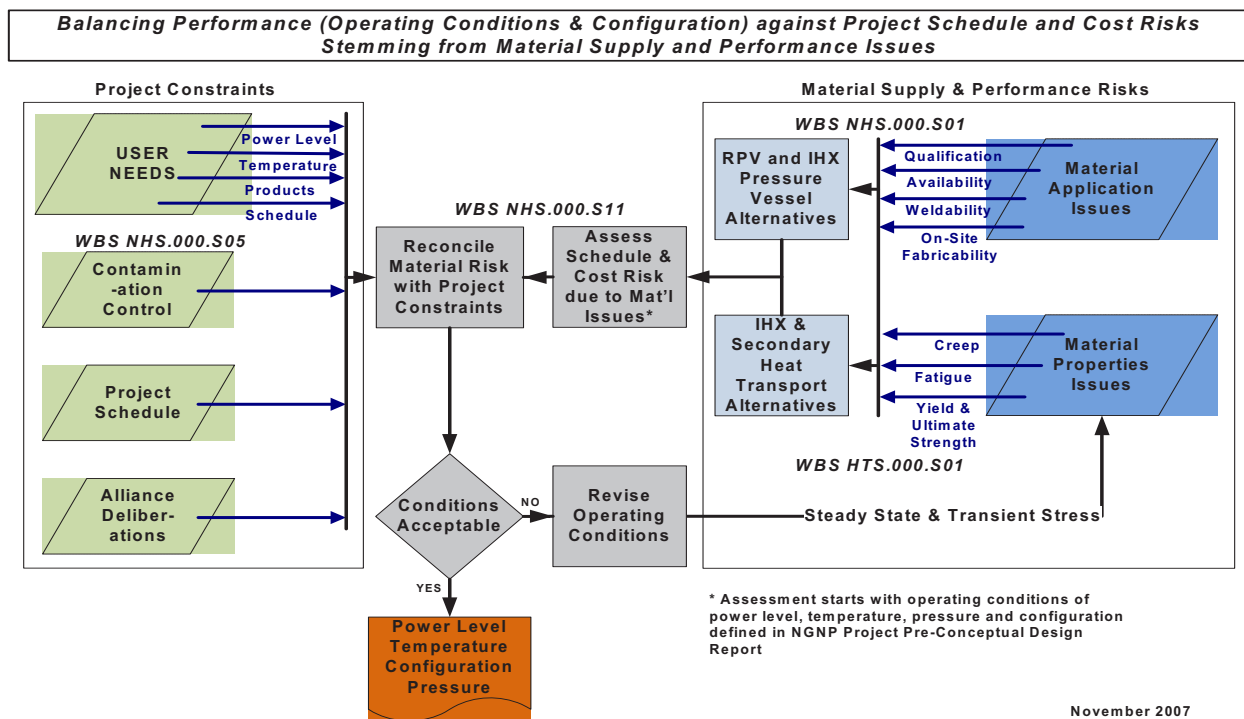 Balancing Performance (Operating Conditions & Configuration) against Project Schedule and Cost Risks
Stemming from Material Supply and Performance Issues
Project Constraints
USER
NEEDS
Power Level
Temperature
Products
Schedule
WBS NHS.000.S05
Contamin
-ation
Control
Project
Schedule
Alliance
Deliber-
ations
WBS NHS.000.S11
Reconcile
Material Risk
with Project
Constraints
Assess
Schedule &
Cost Risk
due to Mat'l
Issues*
Conditions
Acceptable
NO
Revise
Operating
Conditions
YES
Power Level
Temperature
Configuration
Pressure
Material Supply & Performance Risks
WBS NHS.000.S01
RPV and IHX
Pressure
Vessel
Alternatives
Qualification
Availability
Weldability
On-Site
Fabricability
Material
Application
Issues
IHX &
Secondary
Heat
Transport
Alternatives
Creep
Fatigue
Yield &
Ultimate
Strength
Material
Properties
Issues
WBS HTS.000.S01
Steady State & Transient Stress
* Assessment starts with operating conditions of
power level, temperature, pressure and configuration
defined in NGNP Project Pre-Conceptual Design
Report
November 2007